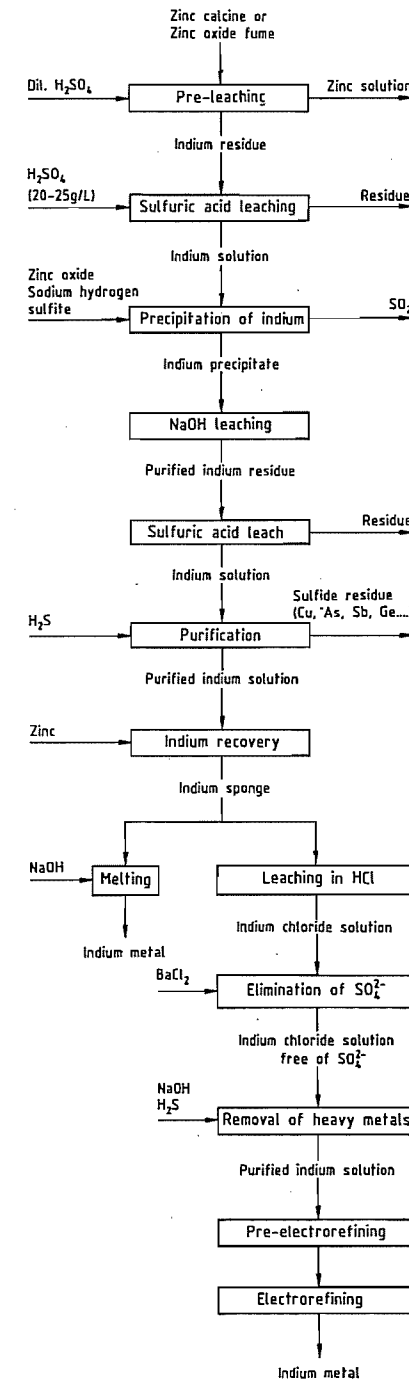 Zinc calcine or
Zinc oxide fume
Dil. H₂SO₄
Pre-leaching
Zinc solution
Indium residue
H₂SO₄
(20-25g/L)
Sulfuric acid leaching
Residue
Indium solution
Zinc oxide
Sodium hydrogen
sulfite
Precipitation of indium
SO₂
Indium precipitate
NaOH leaching
Purified indium residue
Sulfuric acid leach
Residue
Indium solution
Sulfide residue
(Cu, As, Sb, Ge....
H₂S
Purification
Purified indium solution
Zinc
Indium recovery
Indium sponge
NaOH
Melting
Leaching in HCl
Indium metal
Indium chloride solution
BaCl₂
Elimination of SO₄²⁻
Indium chloride solution
free of SO₄²⁻
NaOH
H₂S
Removal of heavy metals
Purified indium solution
Pre-electrorefining
Electrorefining
Indium metal